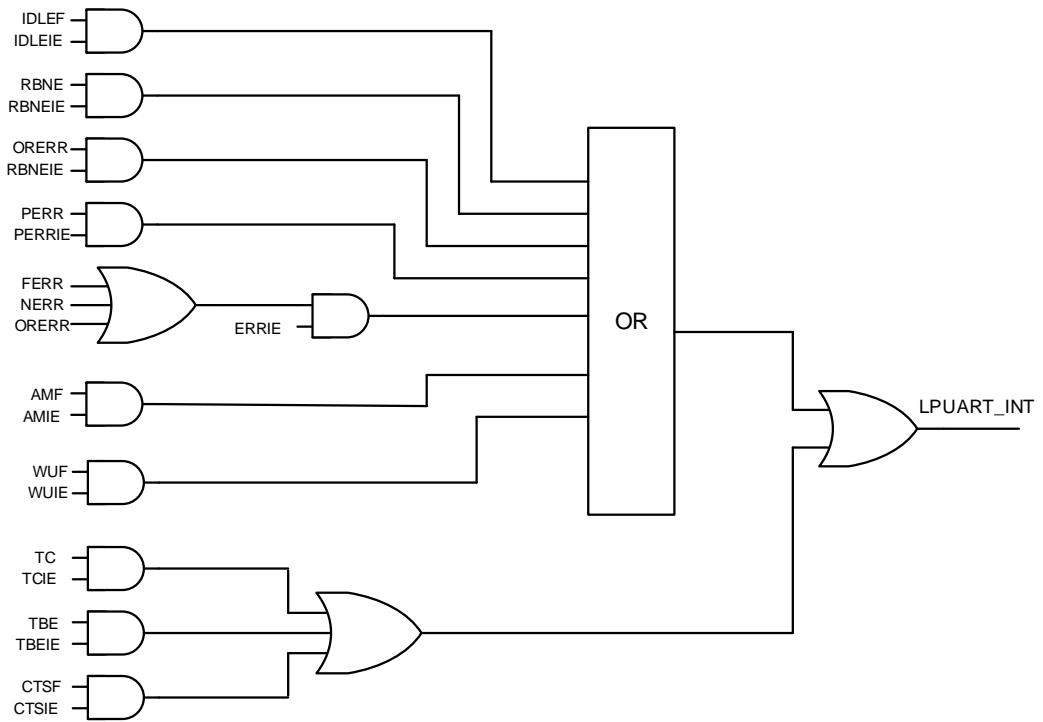 IDLEF
IDLEIE
RBNE
RBNEIE
ORERR
RBNEIE
PERR
PERRIE
FERR
NERR
ORERR
ERRIE
OR
AMF
AMIE
LPUART_INT
WUF
WUIE
TC
TCIE
TBE
TBEIE
CTSF
CTSIE